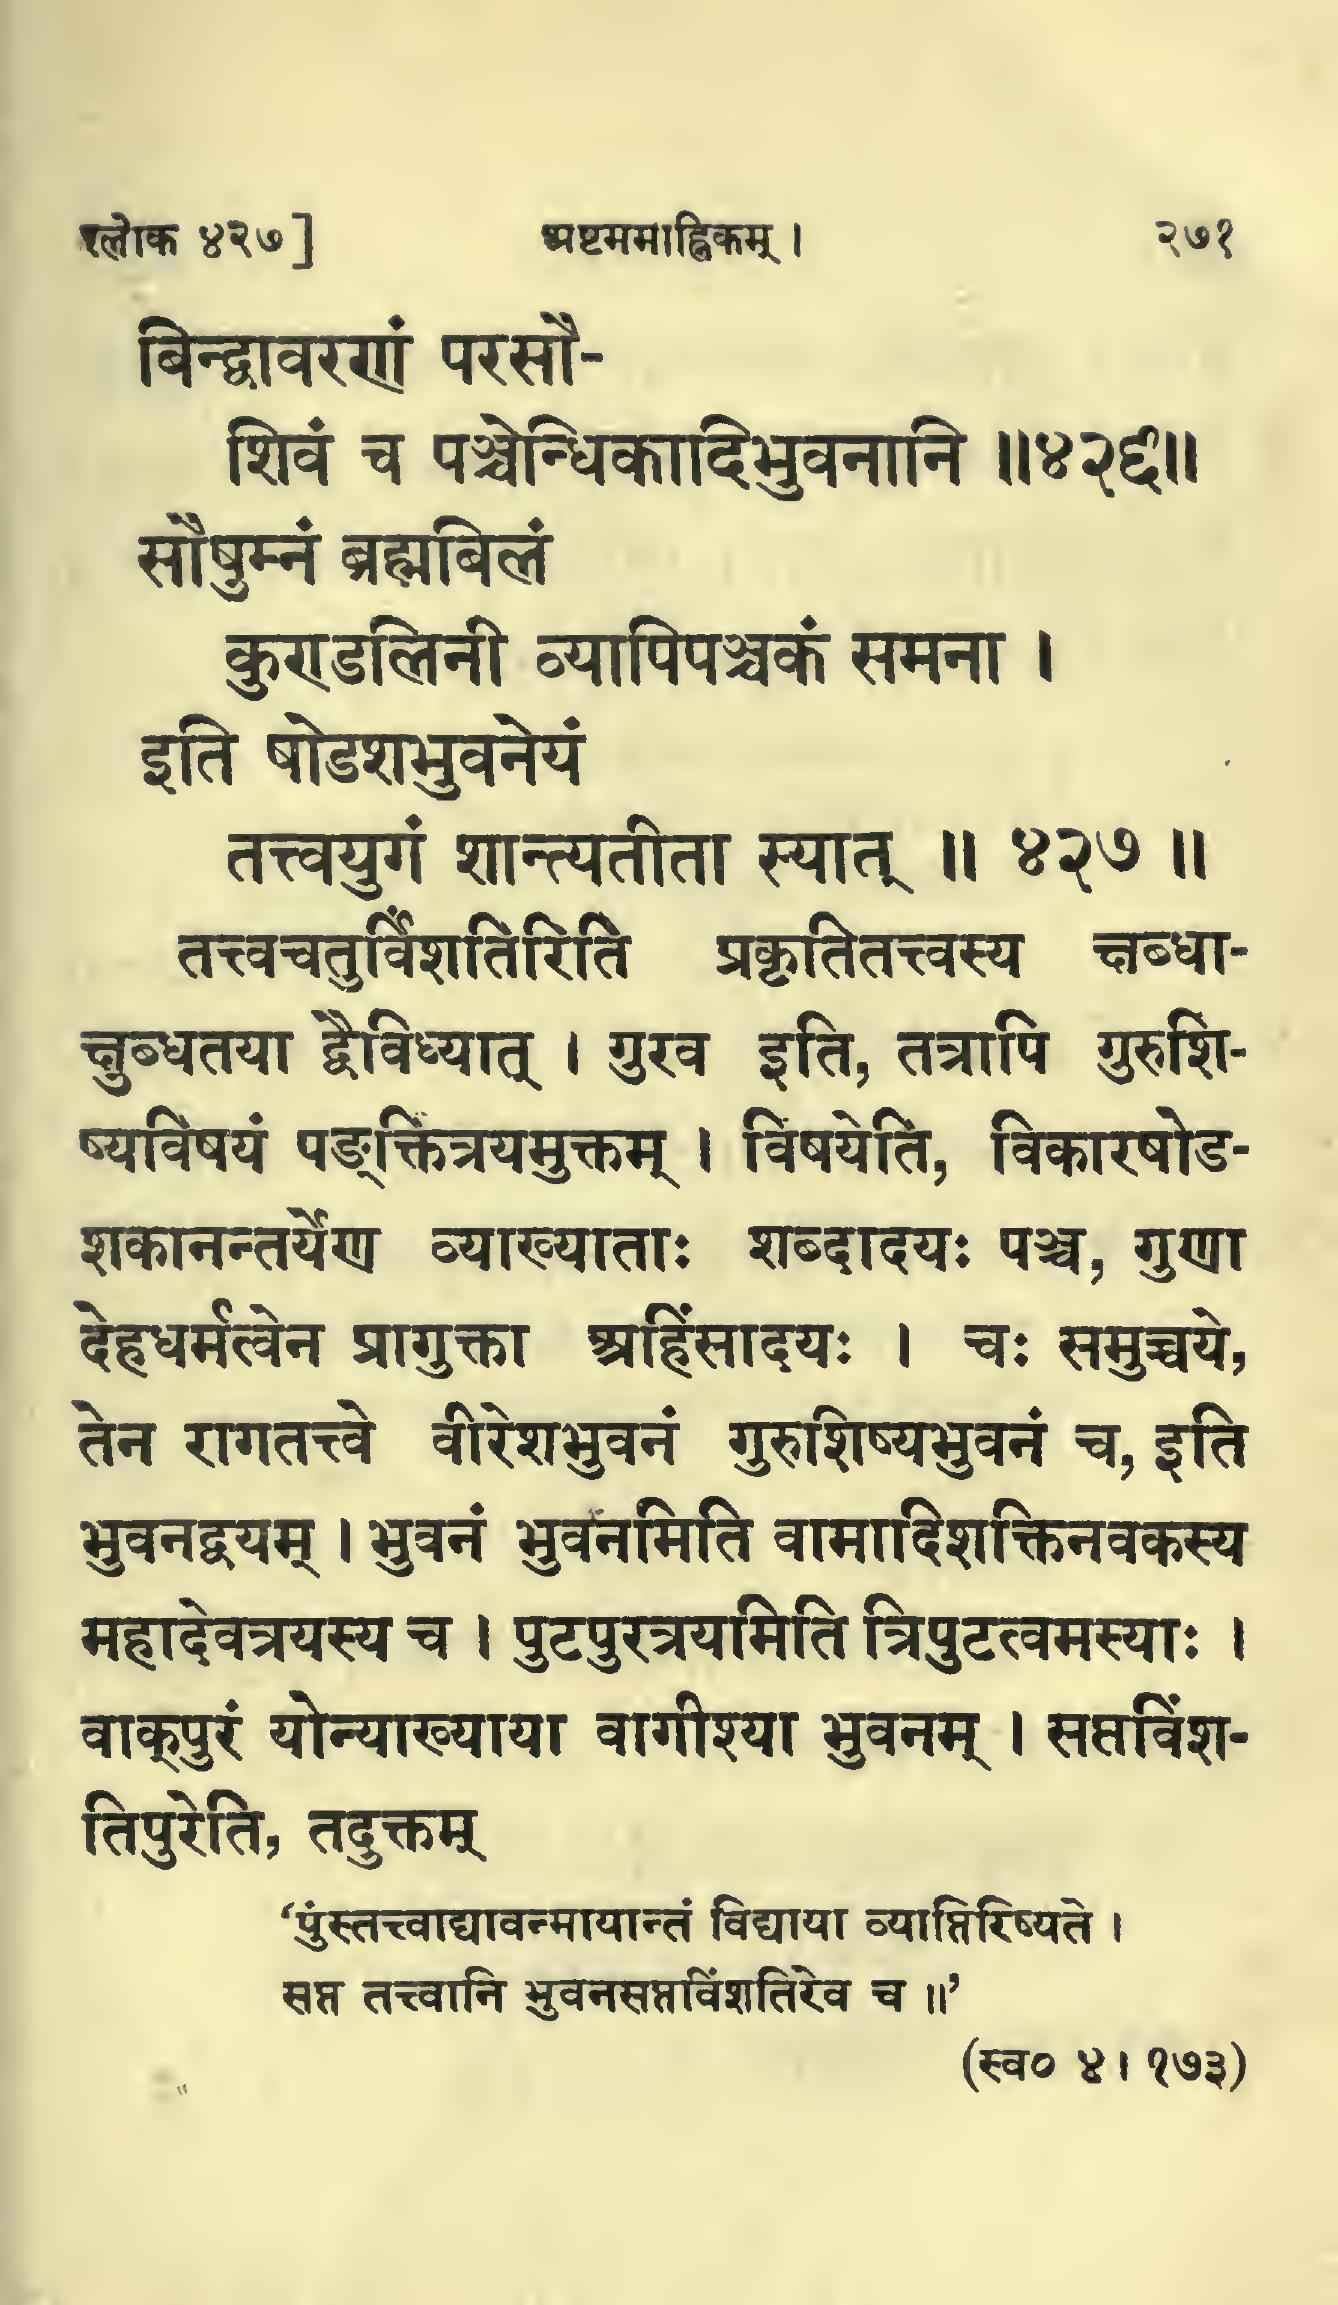 श्लोक ४२७] अष्टममाह्निकम् । २७१
बिन्द्वावरणं परसौ-
शिवं च पञ्चेन्धिकादिभुवनानि ॥४२६॥
सौषुम्नं ब्रह्मबिलं
कुण्डलिनी व्यापिपञ्चकं समना ।
इति षोडशभुवनेयं
तत्त्वयुगं शान्त्यतीता स्यात् ॥ ४२७ ॥
तत्त्वचतुर्विंशतिरिति प्रकृतितत्त्वस्य क्षब्धा-
क्षुब्धतया द्वैविध्यात् । गुरव इति, तत्रापि गुरुशि-
ष्यविषयं पङ्क्तित्रयमुक्तम् । विषयेति, विकारषोड-
शकानन्तर्येण व्याख्याताः शब्दादयः पञ्च, गुणा
देहधर्मत्वेन प्रागुक्ता अहिंसादयः । चः समुच्चये,
तेन रागतत्त्वे वीरेशभुवनं गुरुशिष्यभुवनं च, इति
भुवनद्वयम् । भुवनं भुवनमिति वामादिशक्तिनवकस्य
महादेवत्रयस्य च । पुटपुरत्रयमिति त्रिपुटत्वमस्याः ।
वाक्पुरं योन्याख्याया वागीश्या भुवनम् । सप्तविंश-
तिपुरेति, तदुक्तम्
‘पुंस्तत्त्वाद्यावन्मायान्तं विद्याया व्याप्तिरिष्यते ।
सप्त तत्त्वानि भुवनसप्तविंशतिरेव च ॥’
(स्व० ४। १७३)